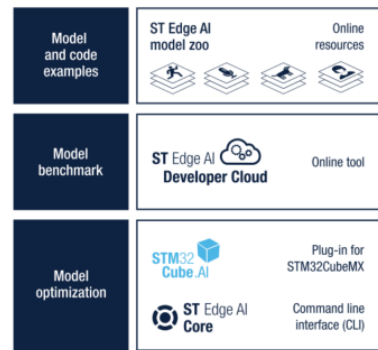 Model
and code
examples
ST Edge AI
model zoo
Online
resources
Model
benchmark
ST Edge AI
Developer Cloud
Online tool
Model
optimization
STM32
Cube.AI
Plug-in for
STM32CubeMX
ST Edge AI
Core
Command line
interface (CLI)